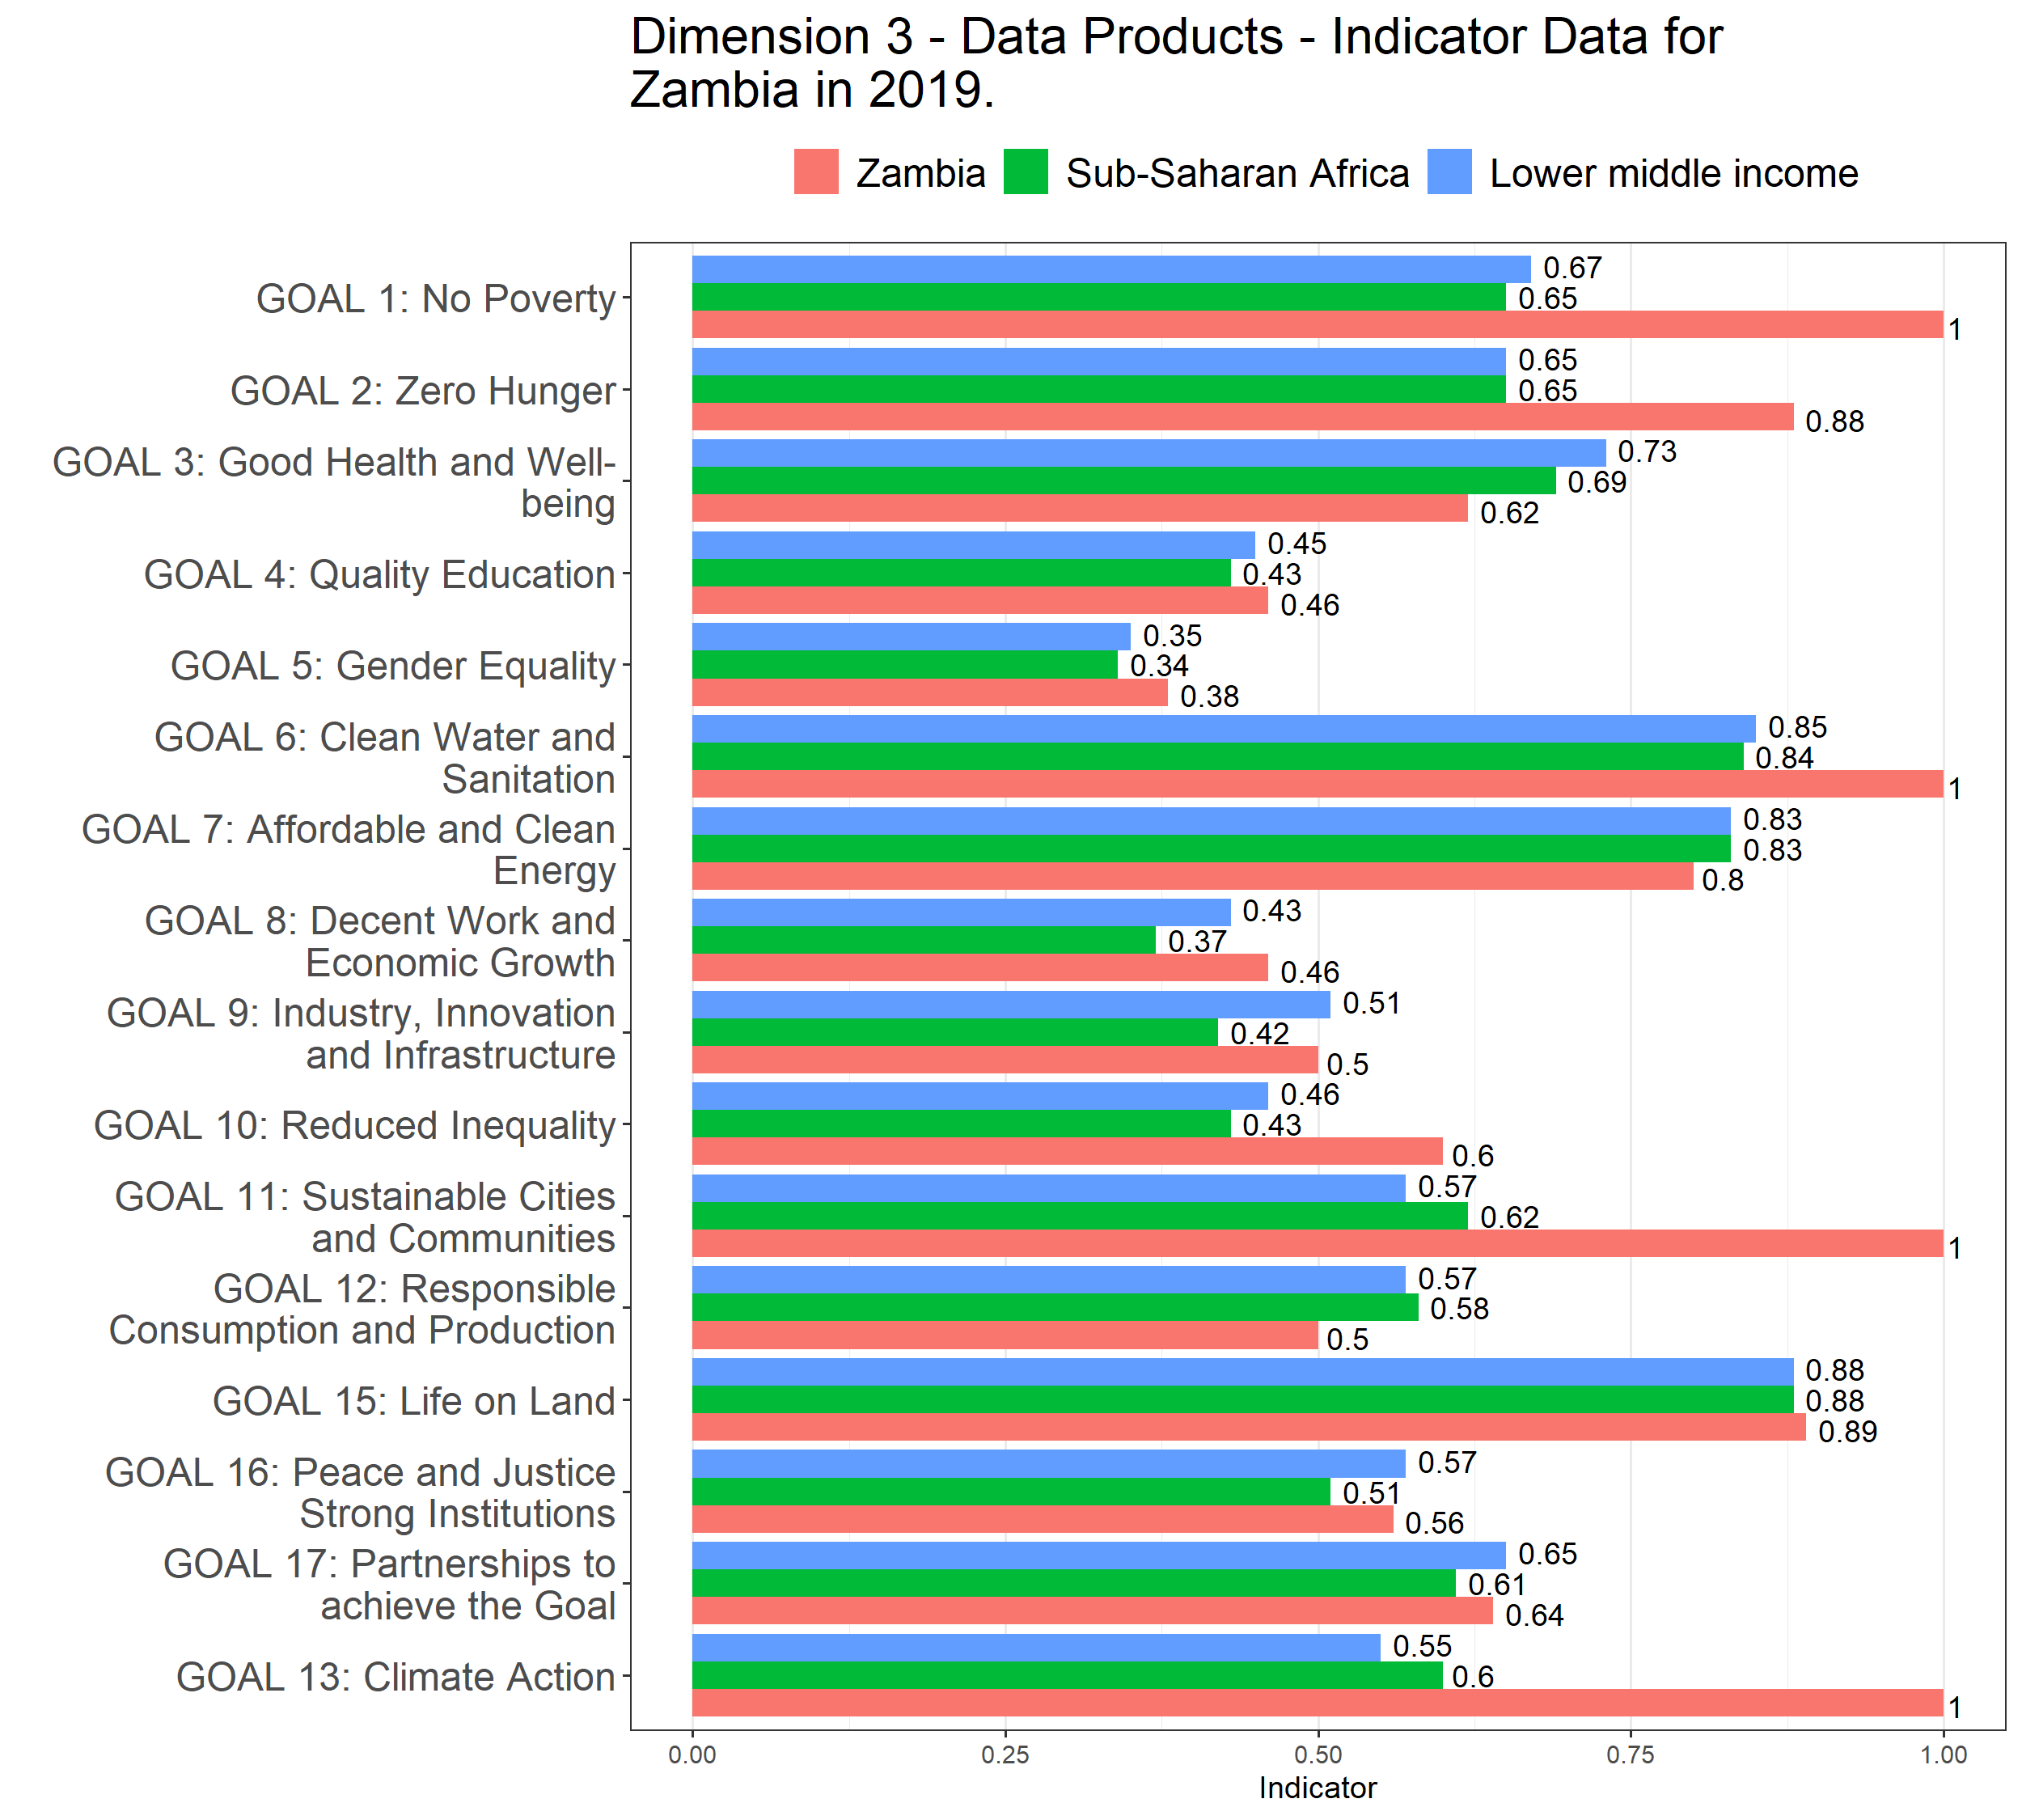 Dimension 3 - Data Products - Indicator Data for
Zambia in 2019.
Zambia Sub-Saharan Africa Lower middle income
GOAL 1: No Poverty
0.67
0.65
1
GOAL 2: Zero Hunger
0.65
0.65
0.88
GOAL 3: Good Health and Well-
being
0.73
0.69
0.62
GOAL 4: Quality Education
0.45
0.43
0.46
GOAL 5: Gender Equality
0.35
0.34
0.38
GOAL 6: Clean Water and
Sanitation
0.85
0.84
1
GOAL 7: Affordable and Clean
Energy
0.83
0.83
0.8
GOAL 8: Decent Work and
Economic Growth
0.43
0.37
0.46
GOAL 9: Industry, Innovation
and Infrastructure
0.51
0.42
0.5
GOAL 10: Reduced Inequality
0.46
0.43
0.6
GOAL 11: Sustainable Cities
and Communities
0.57
0.62
1
GOAL 12: Responsible
Consumption and Production
0.57
0.58
0.5
GOAL 15: Life on Land
0.88
0.88
0.89
GOAL 16: Peace and Justice
Strong Institutions
0.57
0.51
0.56
GOAL 17: Partnerships to
achieve the Goal
0.65
0.61
0.64
GOAL 13: Climate Action
0.55
0.6
1
0.00 0.25 0.50 0.75 1.00
Indicator